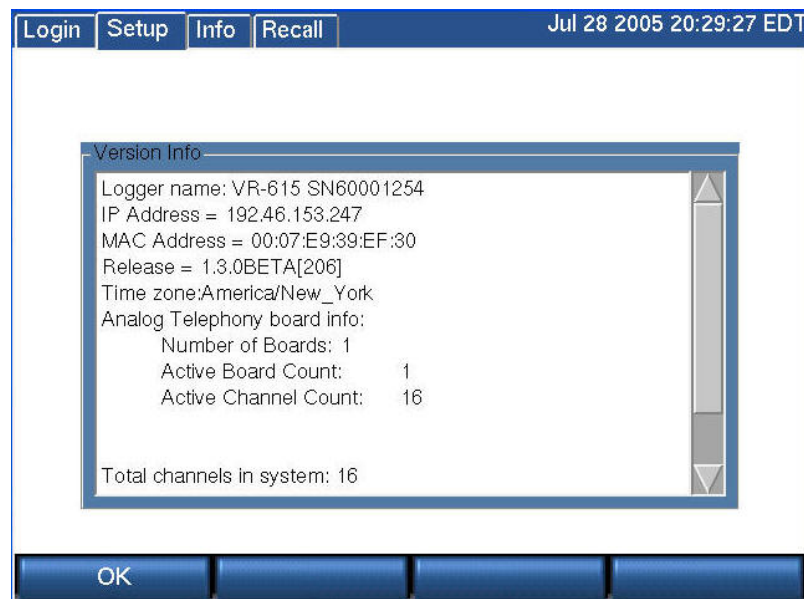 Login Setup Info Recall Jul 28 2005 20:29:27 EDT
Version Info
Logger name: VR-615 SN60001254
IP Address = 192.46.153.247
MAC Address = 00:07:E9:39:EF:30
Release = 1.3.0BETA[206]
Time zone:America/New_York
Analog Telephony board info:
Number of Boards: 1
Active Board Count: 1
Active Channel Count: 16
Total channels in system: 16
OK